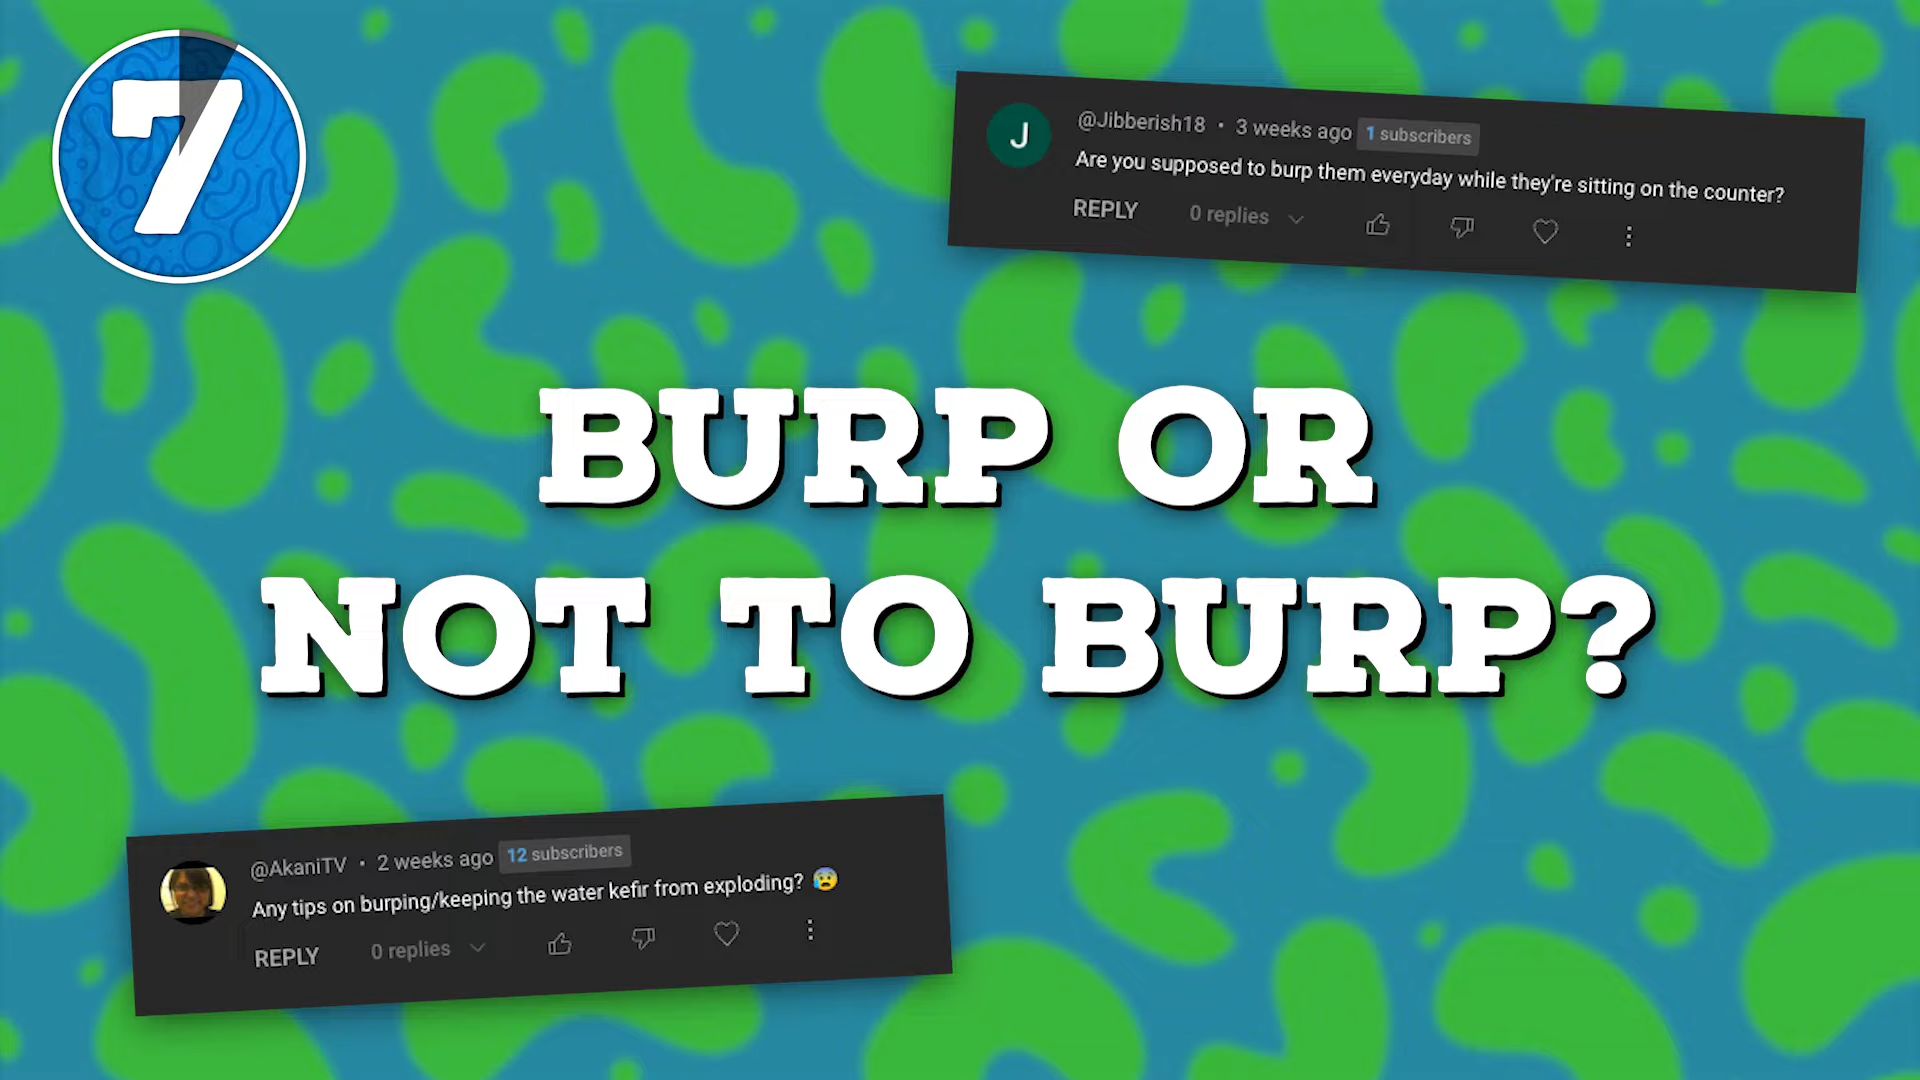 7
@Jibberish18 • 3 weeks ago 1 subscribers
J
Are you supposed to burp them everyday while they're sitting on the counter?
REPLY 0 replies
BURP OR
NOT TO BURP?
@AkaniTV • 2 weeks ago 12 subscribers
Any tips on burping/keeping the water kefir from exploding? 😰
REPLY 0 replies